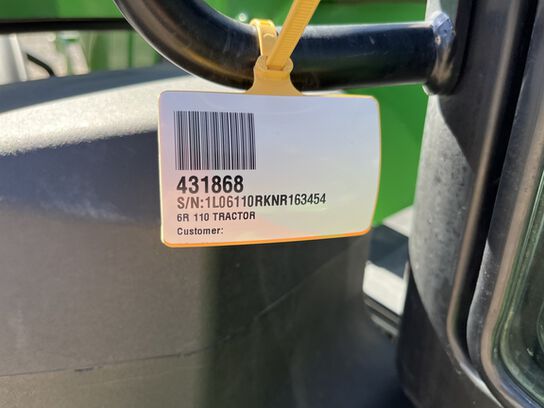 431868
S/N:1L06110RKNR163454
6R 110 TRACTOR
Customer: